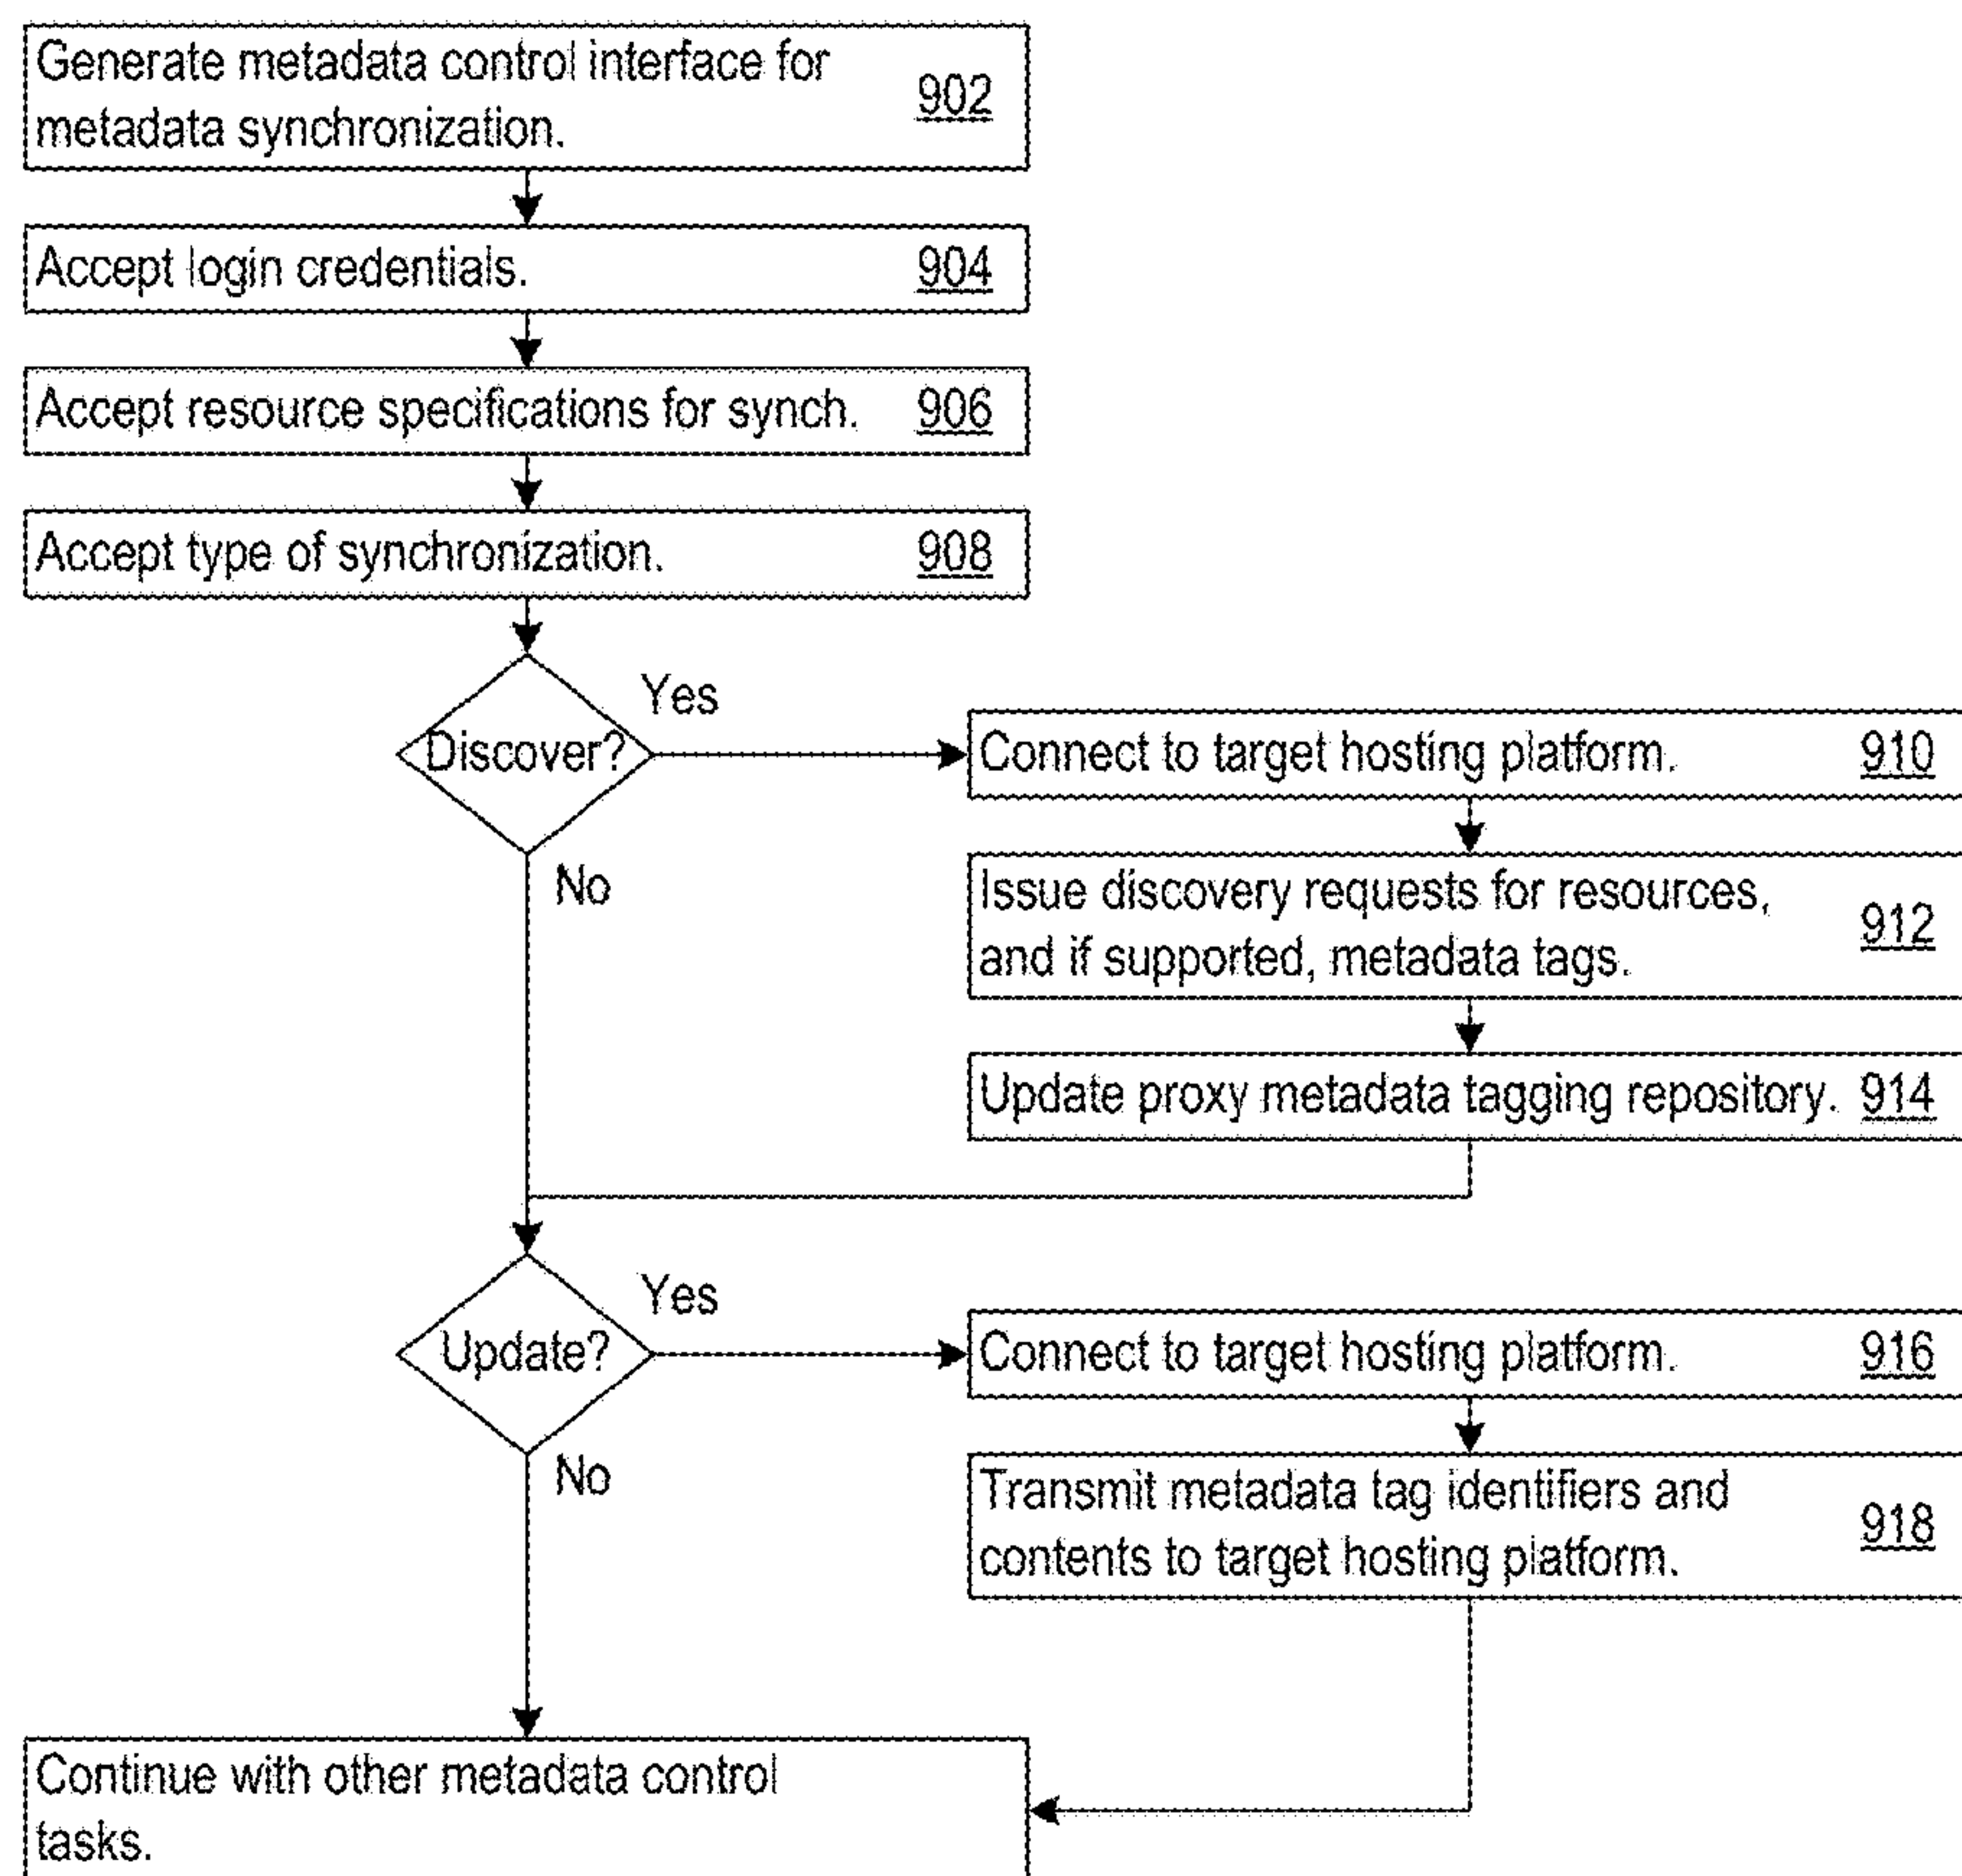 Generate metadata control interface for
metadata synchronization.
902
Accept login credentials.
904
Accept resource specifications for synch.
906
Accept type of synchronization.
908
Discover?
Yes
No
Connect to target hosting platform.
910
Issue discovery requests for resources,
and if supported, metadata tags.
912
Update proxy metadata tagging repository.
914
Update?
Yes
No
Connect to target hosting platform.
916
Transmit metadata tag identifiers and
contents to target hosting platform.
918
Continue with other metadata control
tasks.